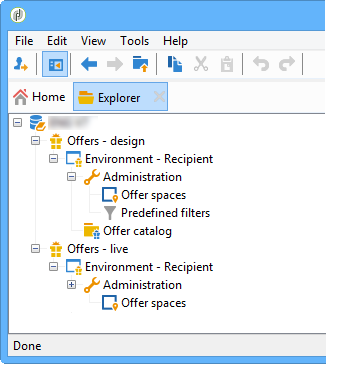 File Edit View Tools Help
Home Explorer
Offers - design
Environment - Recipient
Administration
Offer spaces
Predefined filters
Offer catalog
Offers - live
Environment - Recipient
Administration
Offer spaces
Done